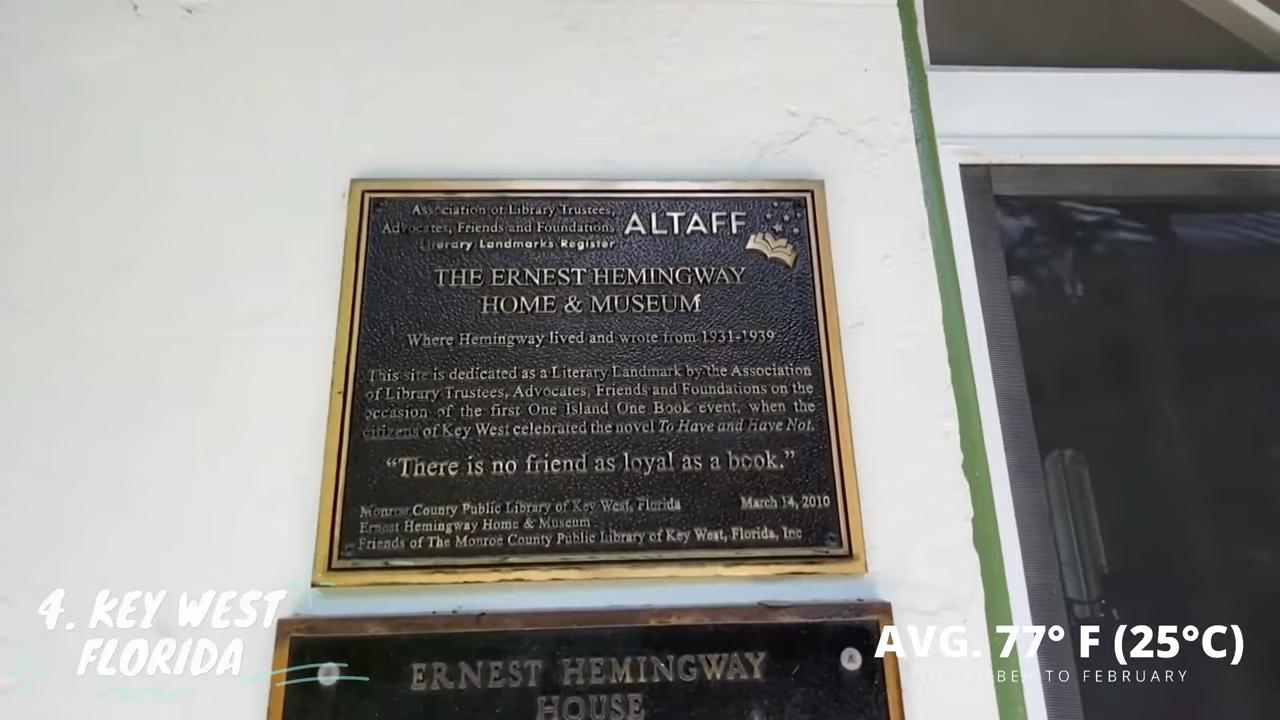 Association of Library Trustees,
Advocates, Friends and Foundations
Literary Landmarks Register
ALTAFF
THE ERNEST HEMINGWAY
HOME & MUSEUM
Where Hemingway lived and wrote from 1931-1939
This site is dedicated as a Literary Landmark by the Association
of Library Trustees, Advocates, Friends and Foundations on the
occasion of the first One Island One Book event, when the
citizens of Key West celebrated the novel To Have and Have Not.
“There is no friend as loyal as a book.”
Monroe County Public Library of Key West, Florida
March 14, 2010
Ernest Hemingway Home & Museum
Friends of The Monroe County Public Library of Key West, Florida, Inc
ERNEST HEMINGWAY
HOUSE
4. KEY WEST
FLORIDA
AVG. 77° F (25°C)
DECEMBER TO FEBRUARY